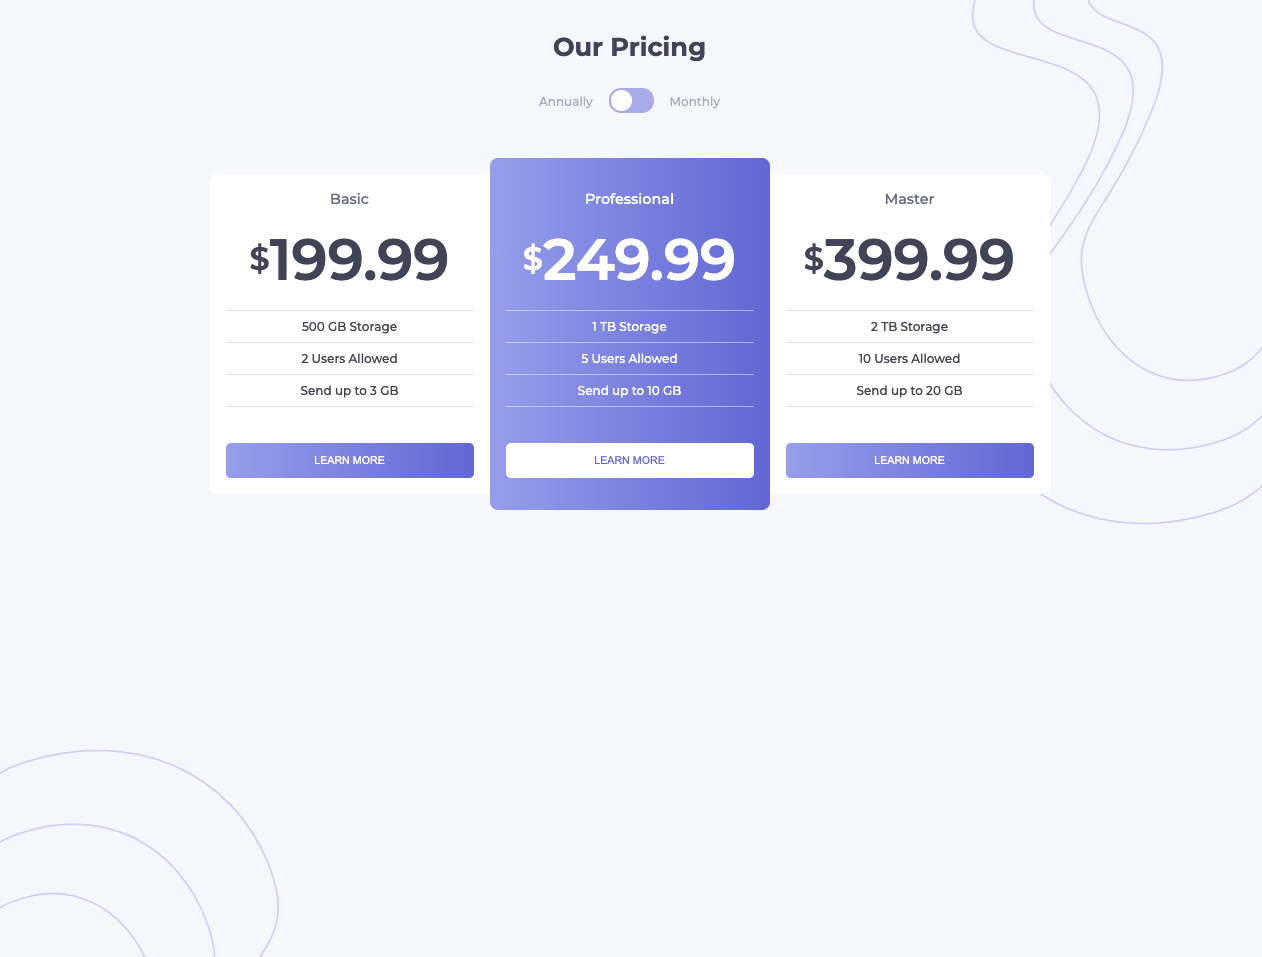 Our Pricing
Annually
Monthly
Basic
$199.99
500 GB Storage
2 Users Allowed
Send up to 3 GB
LEARN MORE
Professional
$249.99
1 TB Storage
5 Users Allowed
Send up to 10 GB
LEARN MORE
Master
$399.99
2 TB Storage
10 Users Allowed
Send up to 20 GB
LEARN MORE